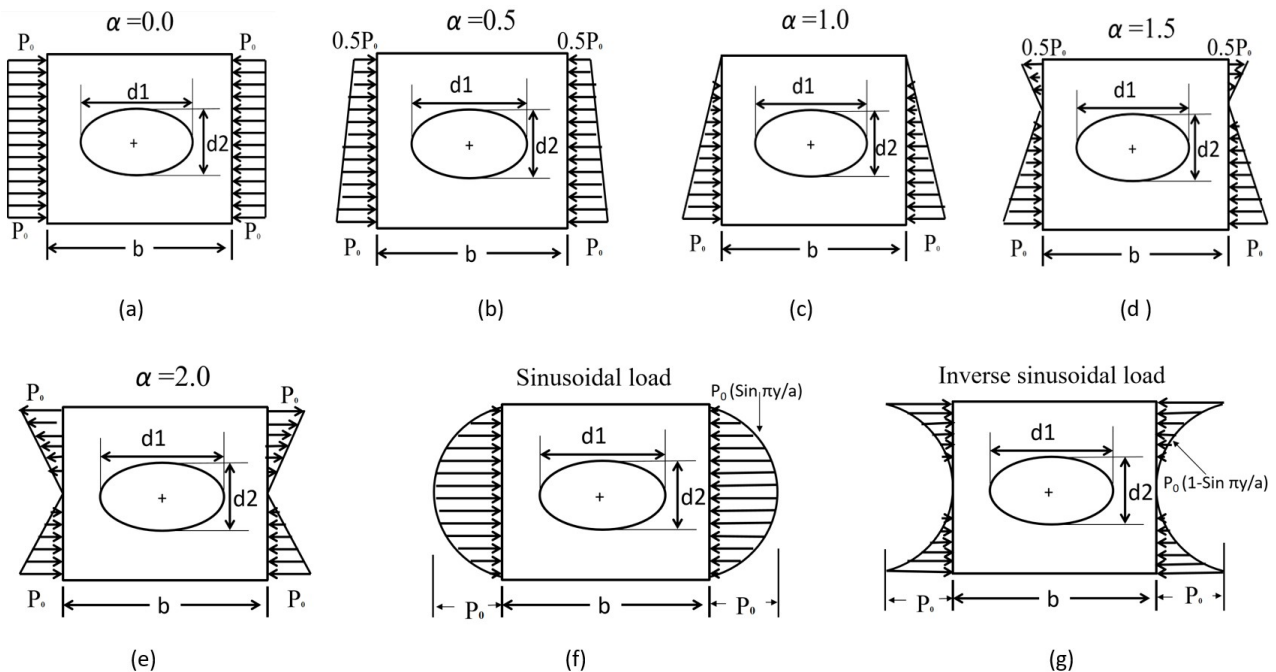 α =0.0
P₀ P₀
d1
d2
P₀ P₀
b
(a)
α =0.5
0.5P₀ 0.5P₀
d1
d2
P₀ P₀
b
(b)
α =1.0
d1
d2
P₀ P₀
b
(c)
α =1.5
0.5P₀ 0.5P₀
d1
d2
P₀ P₀
b
(d )
α =2.0
P₀ P₀
d1
d2
P₀ P₀
b
(e)
Sinusoidal load
P₀ (Sin πy/a)
d1
d2
P₀ b P₀
(f)
Inverse sinusoidal load
d1
d2
P₀ (1-Sin πy/a)
P₀ b P₀
(g)